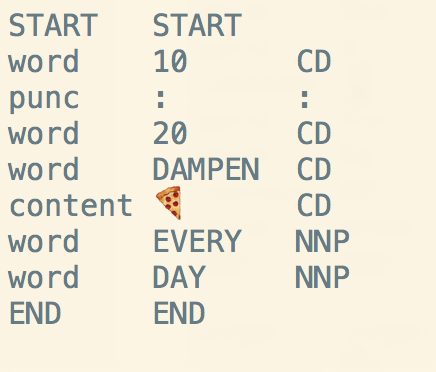 START START
word 10 CD
punc : :
word 20 CD
word DAMPEN CD
content 🍕 CD
word EVERY NNP
word DAY NNP
END END